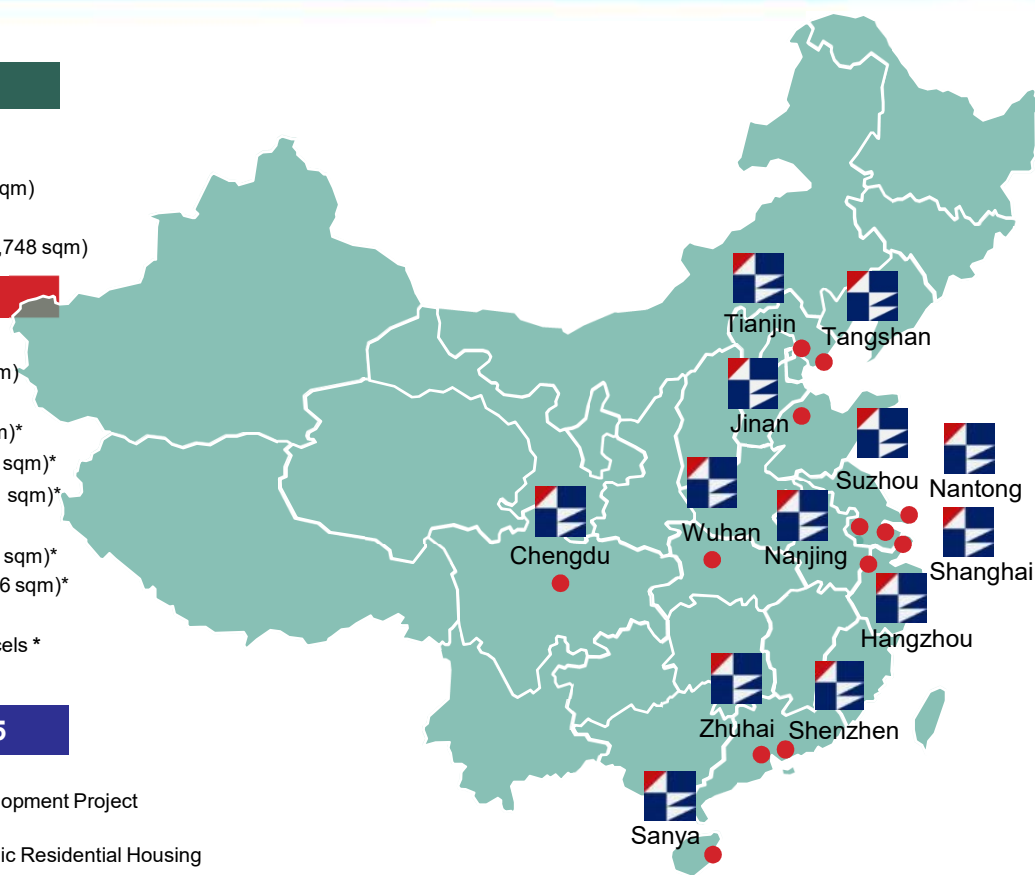 qm)
,748 sqm)
m)
m)*
sqm)*
sqm)*
sqm)*
6 sqm)*
cels *
5
opment Project
ic Residential Housing
Tianjin
Tangshan
Jinan
Suzhou
Nantong
Wuhan
Nanjing
Chengdu
Shanghai
Hangzhou
Zhuhai
Shenzhen
Sanya